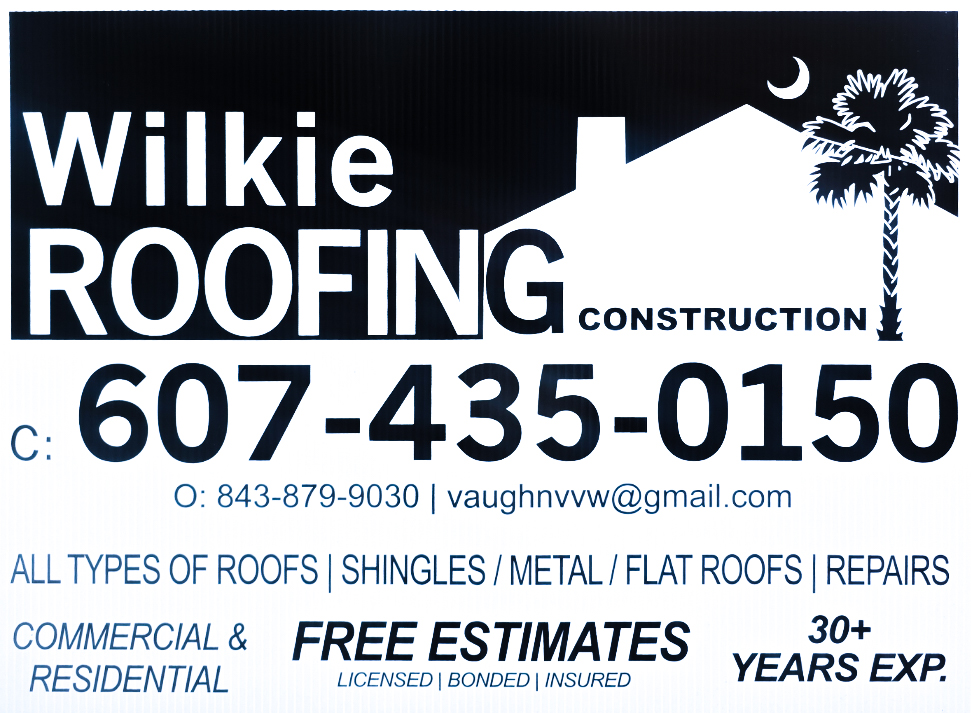 Wilkie
ROOFING CONSTRUCTION
C: 607-435-0150
O: 843-879-9030 | vaughnvvw@gmail.com
ALL TYPES OF ROOFS | SHINGLES / METAL / FLAT ROOFS | REPAIRS
COMMERCIAL & RESIDENTIAL
FREE ESTIMATES
LICENSED | BONDED | INSURED
30+
YEARS EXP.